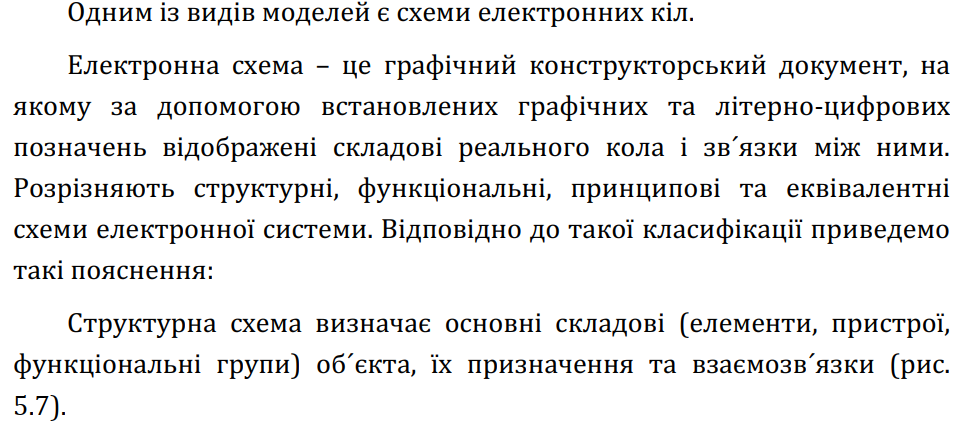 Одним із видів моделей є схеми електронних кіл.
Електронна схема – це графічний конструкторський документ, на
якому за допомогою встановлених графічних та літерно-цифрових
позначень відображені складові реального кола і зв´язки між ними.
Розрізняють структурні, функціональні, принципові та еквівалентні
схеми електронної системи. Відповідно до такої класифікації приведемо
такі пояснення:
Структурна схема визначає основні складові (елементи, пристрої,
функціональні групи) об´єкта, їх призначення та взаємозв´язки (рис.
5.7).